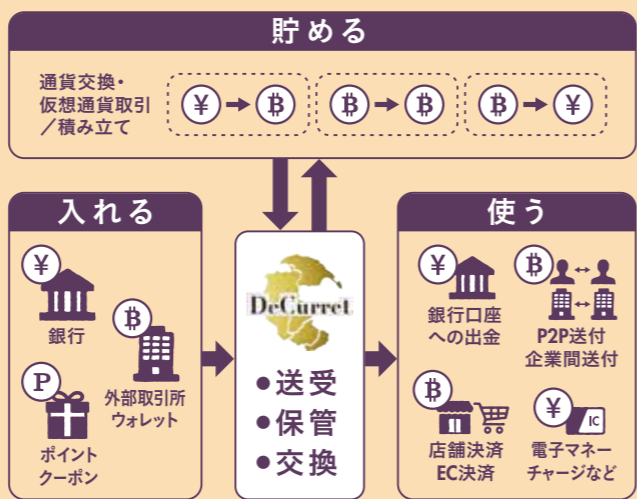 貯める
通貨交換・
仮想通貨取引
／積み立て
¥ → ₿
₿ → ₿
₿ → ¥
入れる
¥
銀行
₿
外部取引所
ウォレット
P
ポイント
クーポン
DeCurret
●送受
●保管
●交換
使う
¥
銀行口座
への出金
₿
P2P送付
企業間送付
₿
店舗決済
EC決済
¥
IC
電子マネー
チャージなど